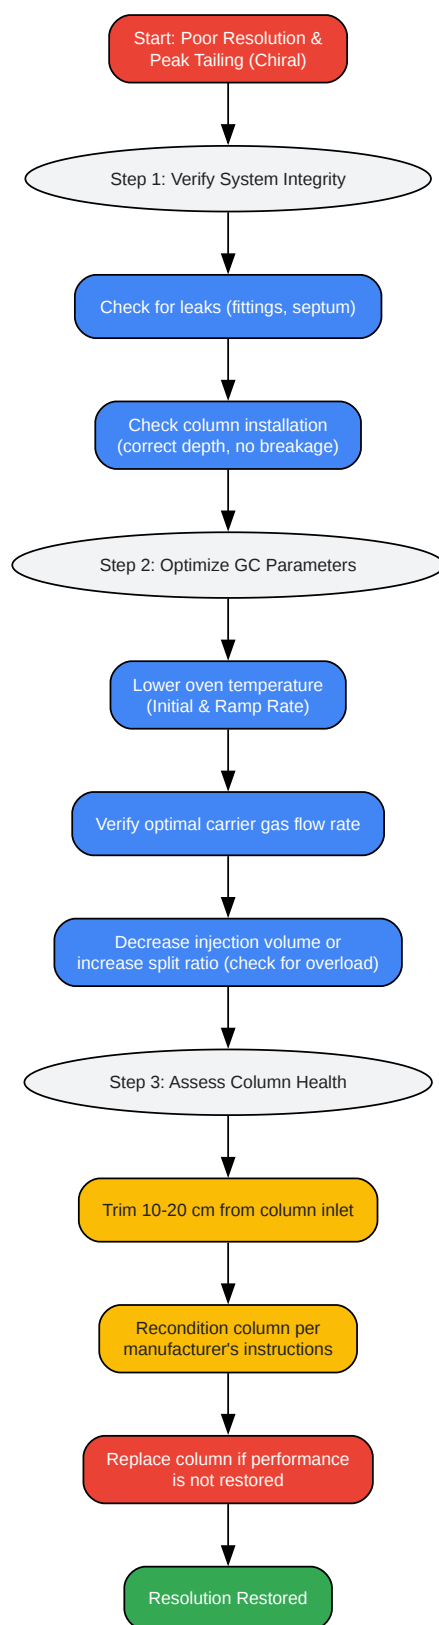 Start: Poor Resolution &
Peak Tailing (Chiral)
Step 1: Verify System Integrity
Check for leaks (fittings, septum)
Check column installation
(correct depth, no breakage)
Step 2: Optimize GC Parameters
Lower oven temperature
(Initial & Ramp Rate)
Verify optimal carrier gas flow rate
Decrease injection volume or
increase split ratio (check for overload)
Step 3: Assess Column Health
Trim 10-20 cm from column inlet
Recondition column per
manufacturer's instructions
Replace column if performance
is not restored
Resolution Restored